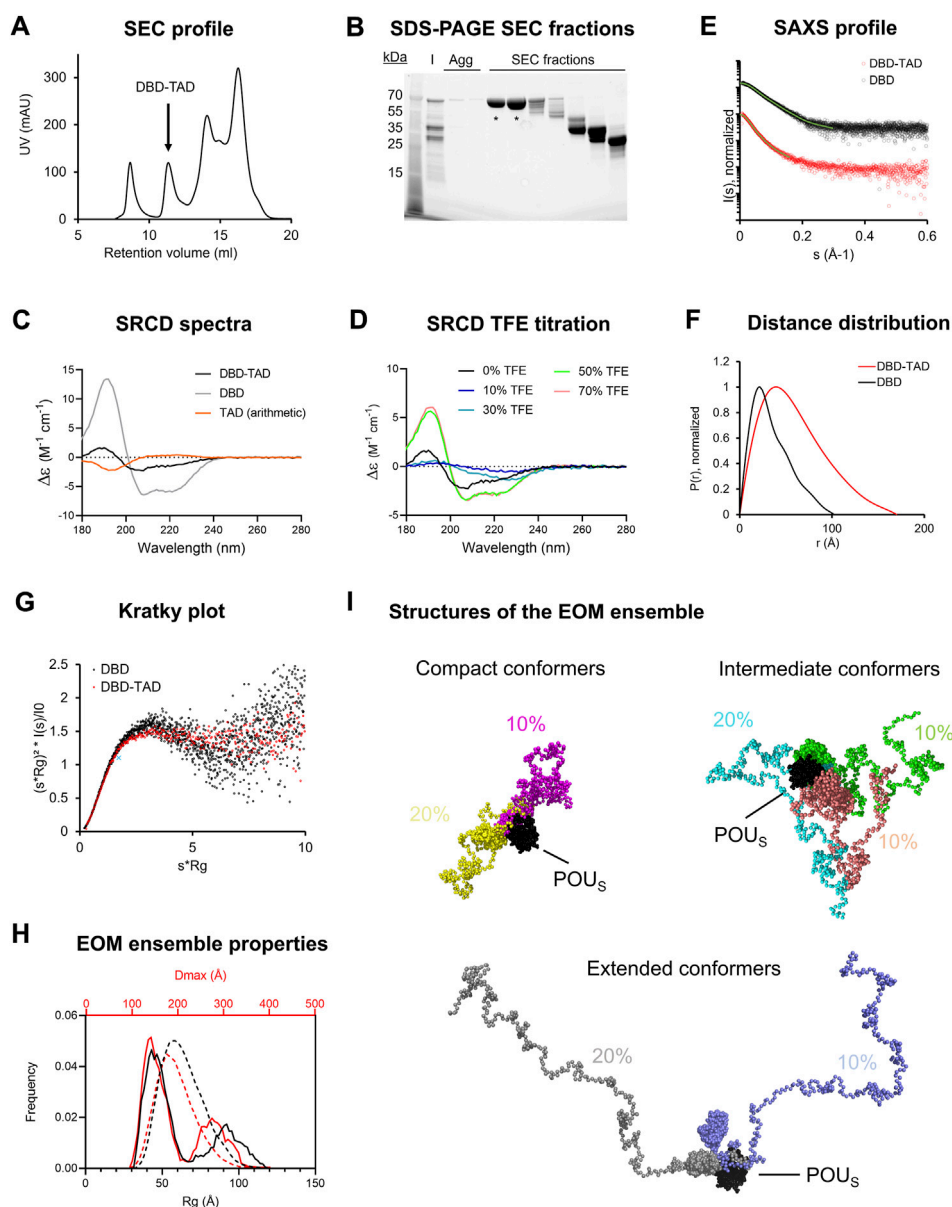 A
SEC profile
UV (mAU)
300
200
100
0
DBD-TAD
5
10
15
20
Retention volume (ml)
B
SDS-PAGE SEC fractions
kDa
I
Agg
SEC fractions
70
55
35
25
15
*
*
E
SAXS profile
DBD-TAD
DBD
I(s), normalized
0
0.2
0.4
0.6
s (Å-1)
C
SRCD spectra
DBD-TAD
DBD
TAD (arithmetic)
Δε (M⁻¹ cm⁻¹)
15
10
5
0
-5
-10
180
200
220
240
260
280
Wavelength (nm)
D
SRCD TFE titration
0% TFE
10% TFE
30% TFE
50% TFE
70% TFE
Δε (M⁻¹ cm⁻¹)
10
5
0
-5
180
200
220
240
260
280
Wavelength (nm)
F
Distance distribution
DBD-TAD
DBD
P(r), normalized
1.2
1
0.8
0.6
0.4
0.2
0
0
100
200
r (Å)
G
Kratky plot
DBD
DBD-TAD
(s*Rg)² * I(s)/I0
2.5
2
1.5
1
0.5
0
0
5
10
s*Rg
H
EOM ensemble properties
Dmax (Å)
0
100
200
300
400
500
Frequency
0.06
0.04
0.02
0.00
0
50
100
150
Rg (Å)
I
Structures of the EOM ensemble
Compact conformers
10%
20%
POUS
Intermediate conformers
20%
10%
POUS
10%
Extended conformers
20%
10%
POUS